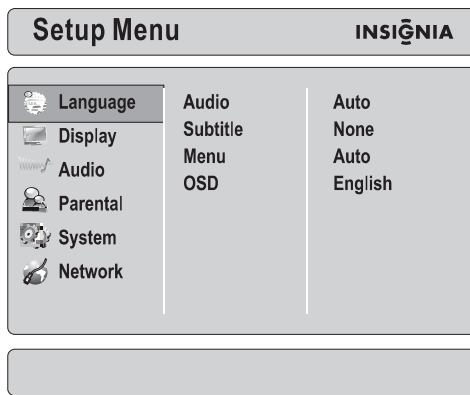 Setup Menu
INSIGNIA
Language
Display
Audio
Parental
System
Network
Audio
Subtitle
Menu
OSD
Auto
None
Auto
English